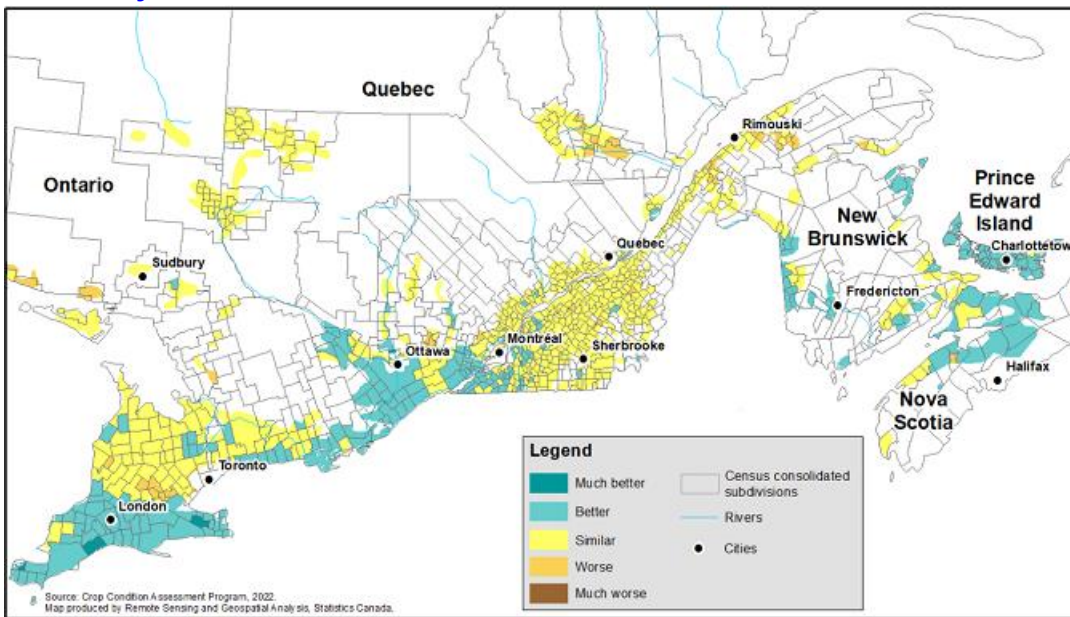 Quebec
Rimouski
Ontario
Prince
Edward
Island
New
Brunswick
Charlottetow
Quebec
Sudbury
Fredericton
Montréal
Ottawa
Sherbrooke
Halifax
Nova
Scotia
Toronto
London
Legend
Much better
Better
Similar
Worse
Much worse
Census consolidated
subdivisions
Rivers
Cities
Source: Crop Condition Assessment Program, 2022.
Map produced by Remote Sensing and Geospatial Analysis, Statistics Canada,